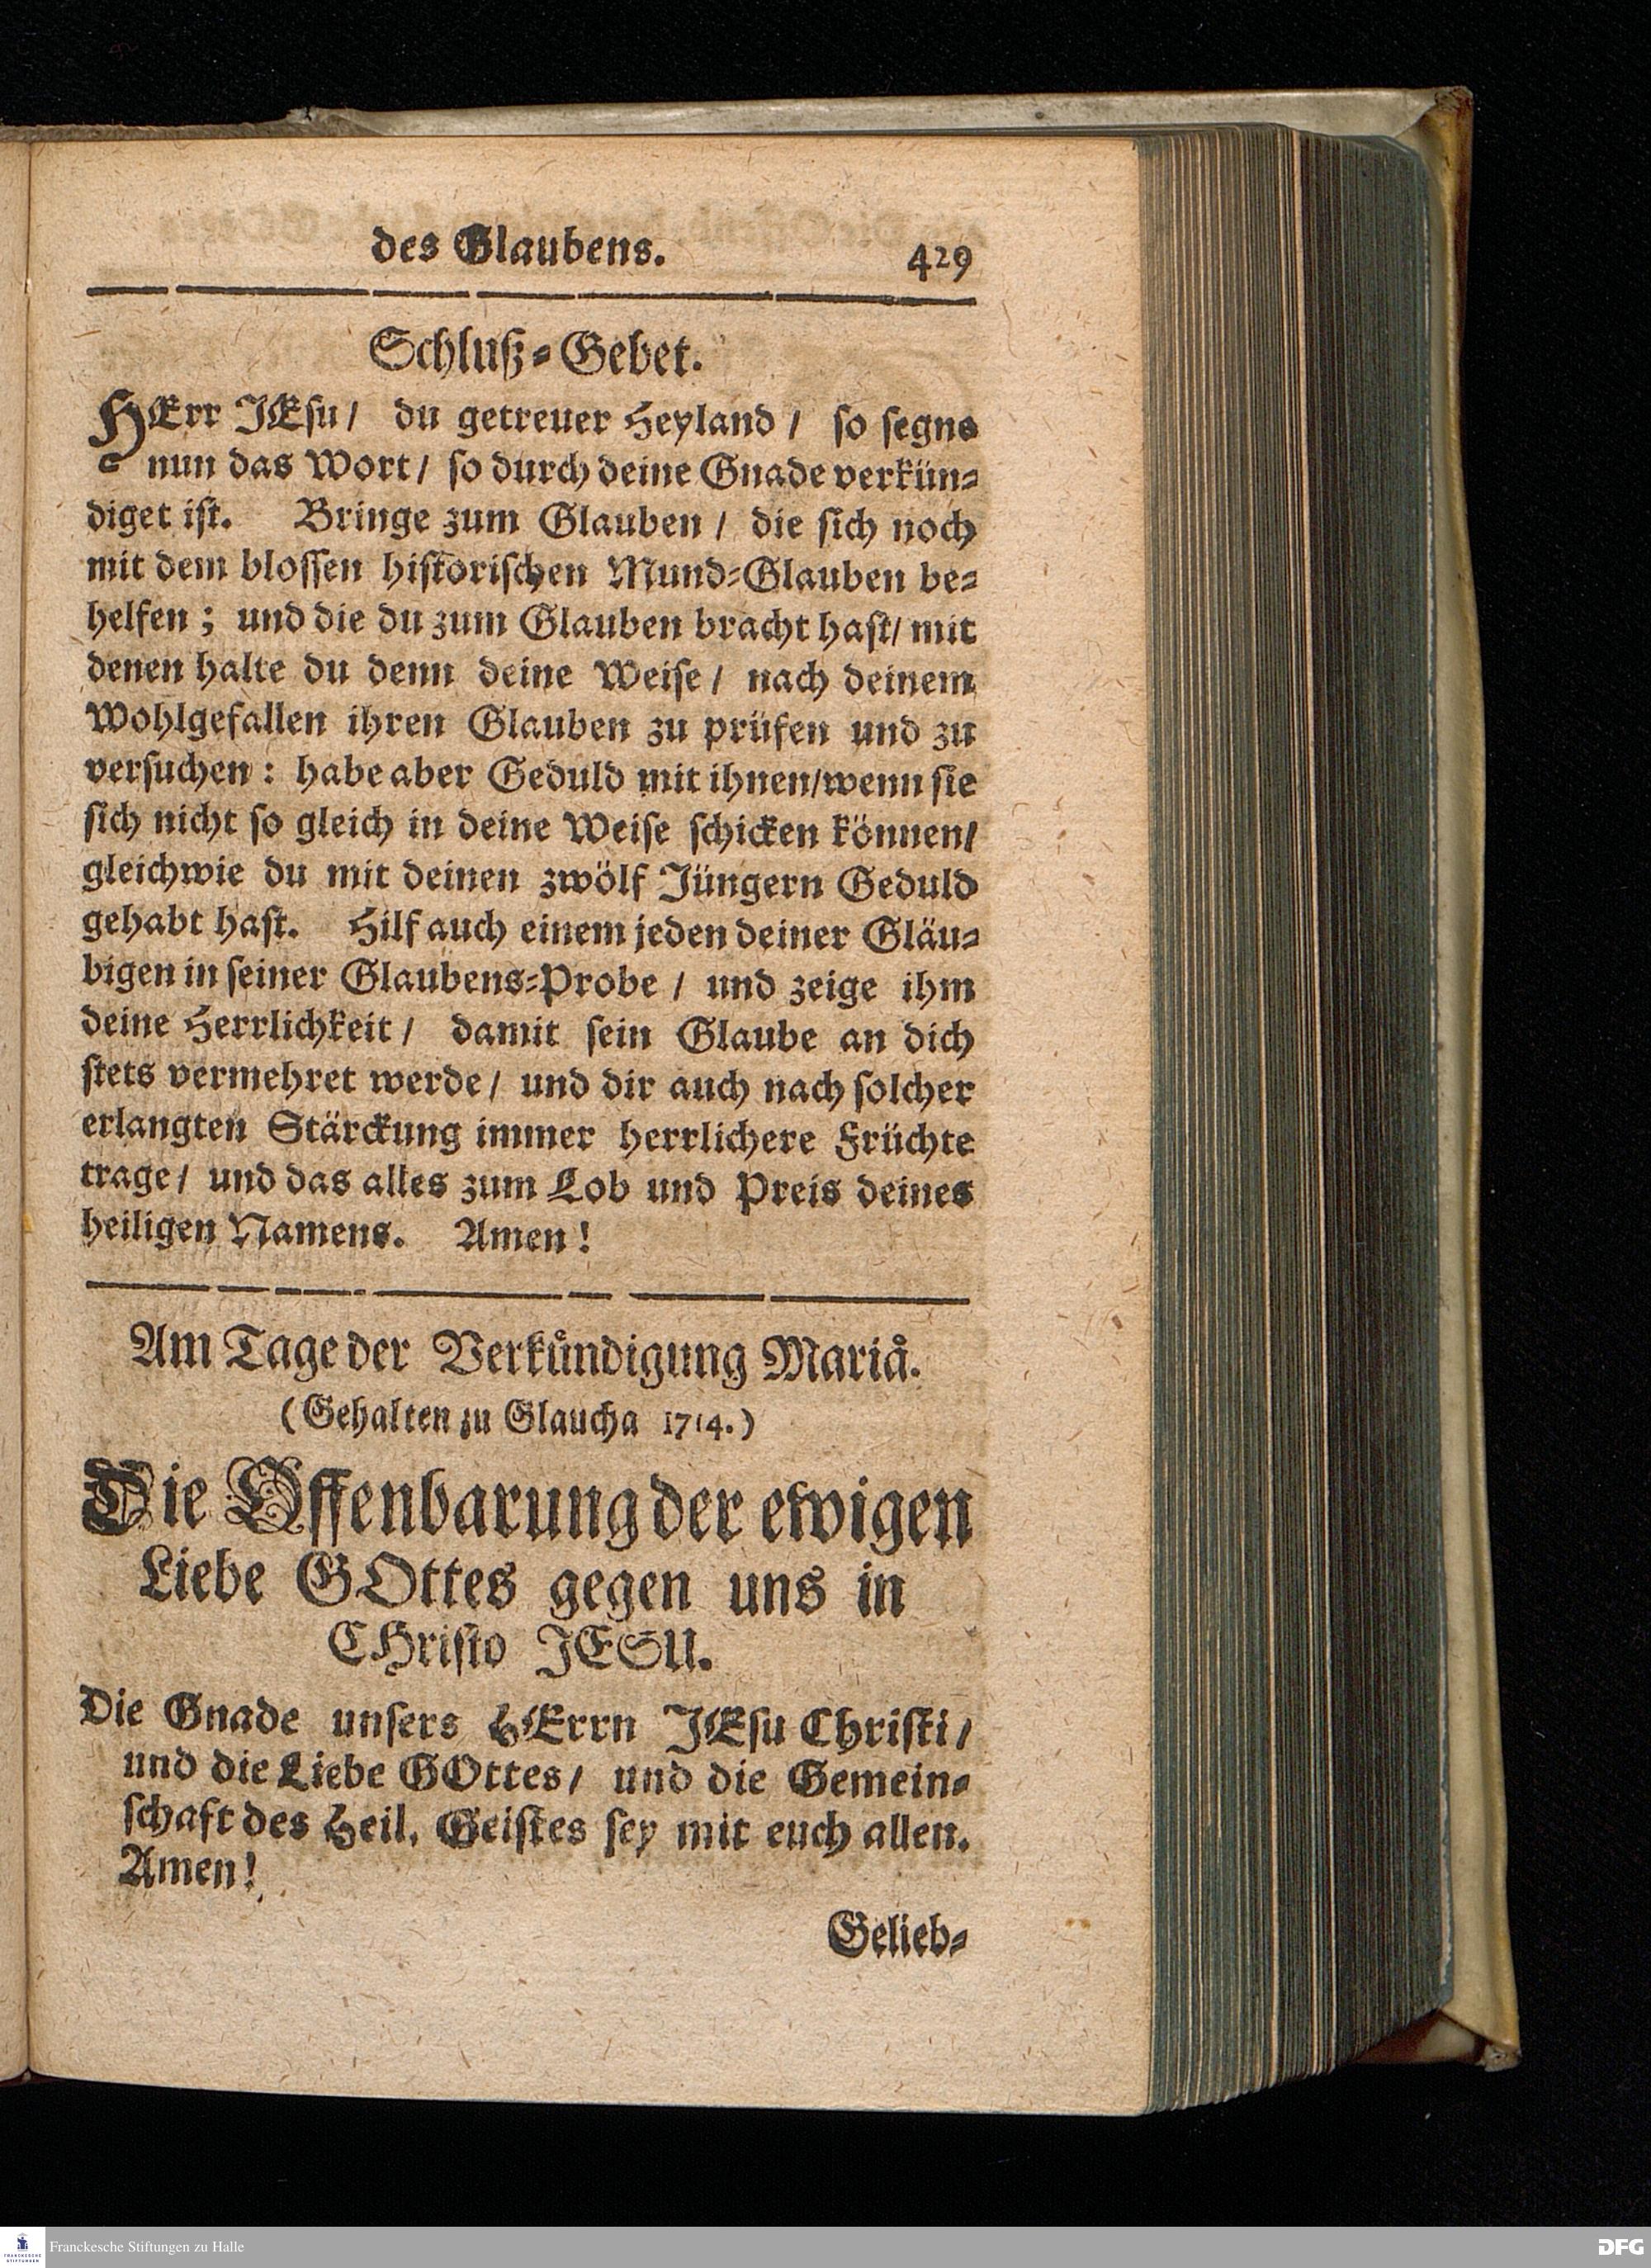 des Glaubens. 429
Schluß-Gebet.
HErr JEsu/ du getreuer Heyland/ so segne
nun das Wort/ so durch deine Gnade verkün-
diget ist. Bringe zum Glauben/ die sich noch
mit dem blossen historischen Mund-Glauben be-
helfen; und die du zum Glauben bracht hast/ mit
denen halte du denn deine Weise/ nach deinem
Wohlgefallen ihren Glauben zu prüfen und zu
versuchen: habe aber Geduld mit ihnen/wenn sie
sich nicht so gleich in deine Weise schicken können/
gleichwie du mit deinen zwölf Jüngern Geduld
gehabt hast. Hilf auch einem jeden deiner Gläu-
bigen in seiner Glaubens-Probe/ und zeige ihm
deine Herrlichkeit/ damit sein Glaube an dich
stets vermehret werde/ und dir auch nach solcher
erlangten Stärckung immer herrlichere Früchte
trage/ und das alles zum Lob und Preis deines
heiligen Namens. Amen!
Am Tage der Verkündigung Mariä.
(Gehalten zu Glaucha 1714.)
Die Offenbarung der ewigen
Liebe GOttes gegen uns in
CHristo JESU.
Die Gnade unsers HErrn JEsu Christi/
und die Liebe GOttes/ und die Gemein-
schaft des Heil. Geistes sey mit euch allen.
Amen!
Gelieb-
FRANCKESCHE STIFTUNGEN
Franckesche Stiftungen zu Halle
DFG